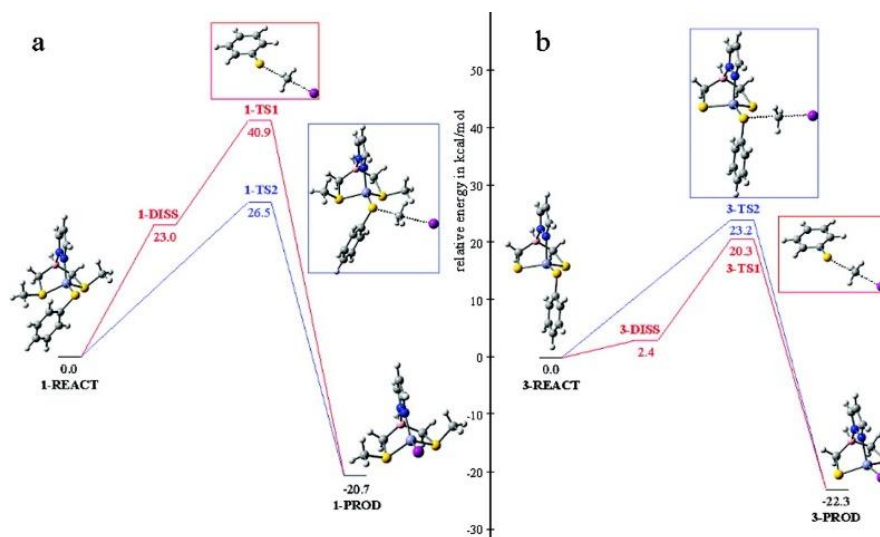 a
1-TS1
40.9
1-TS2
26.5
1-DISS
23.0
0.0
1-REACT
-20.7
1-PROD
relative energy in kcal/mol
50
40
30
20
10
0
-10
-20
-30
b
3-TS2
23.2
20.3
3-TS1
3-DISS
2.4
0.0
3-REACT
-22.3
3-PROD